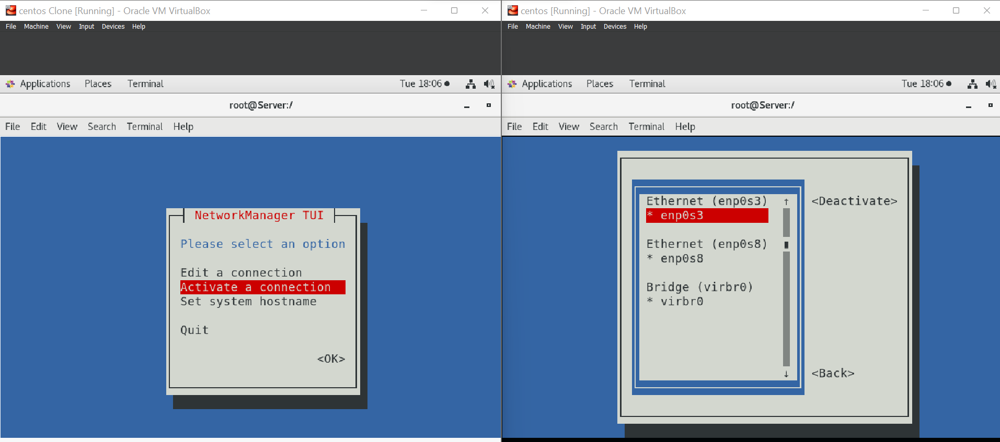 centos Clone [Running] - Oracle VM VirtualBox
File Machine View Input Devices Help
Applications Places Terminal Tue 18:06
root@Server:/
File Edit View Search Terminal Help
NetworkManager TUI
Please select an option
Edit a connection
Activate a connection
Set system hostname
Quit
<OK>
centos [Running] - Oracle VM VirtualBox
File Machine View Input Devices Help
Applications Places Terminal Tue 18:06
root@Server:/
File Edit View Search Terminal Help
Ethernet (enp0s3) ↑ <Deactivate>
* enp0s3
Ethernet (enp0s8)
* enp0s8
Bridge (virbr0)
* virbr0
↓ <Back>